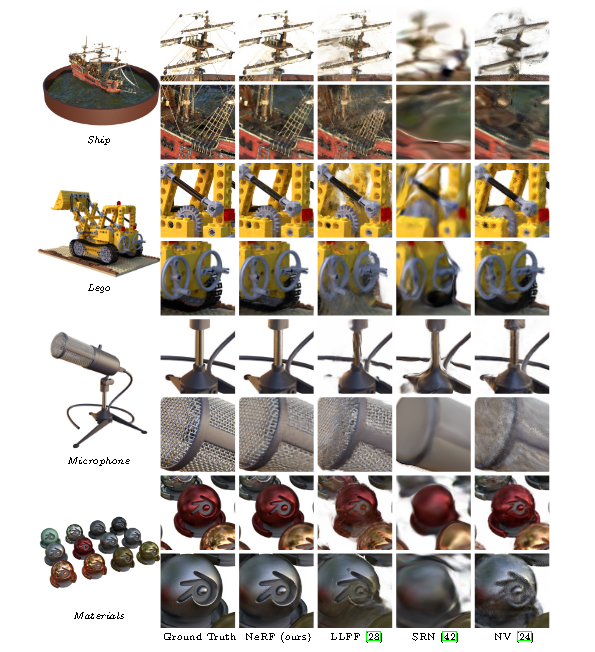 Ship
Lego
Microphone
Materials
Ground Truth NeRF (ours) LLFF [28] SRN [42] NV [24]